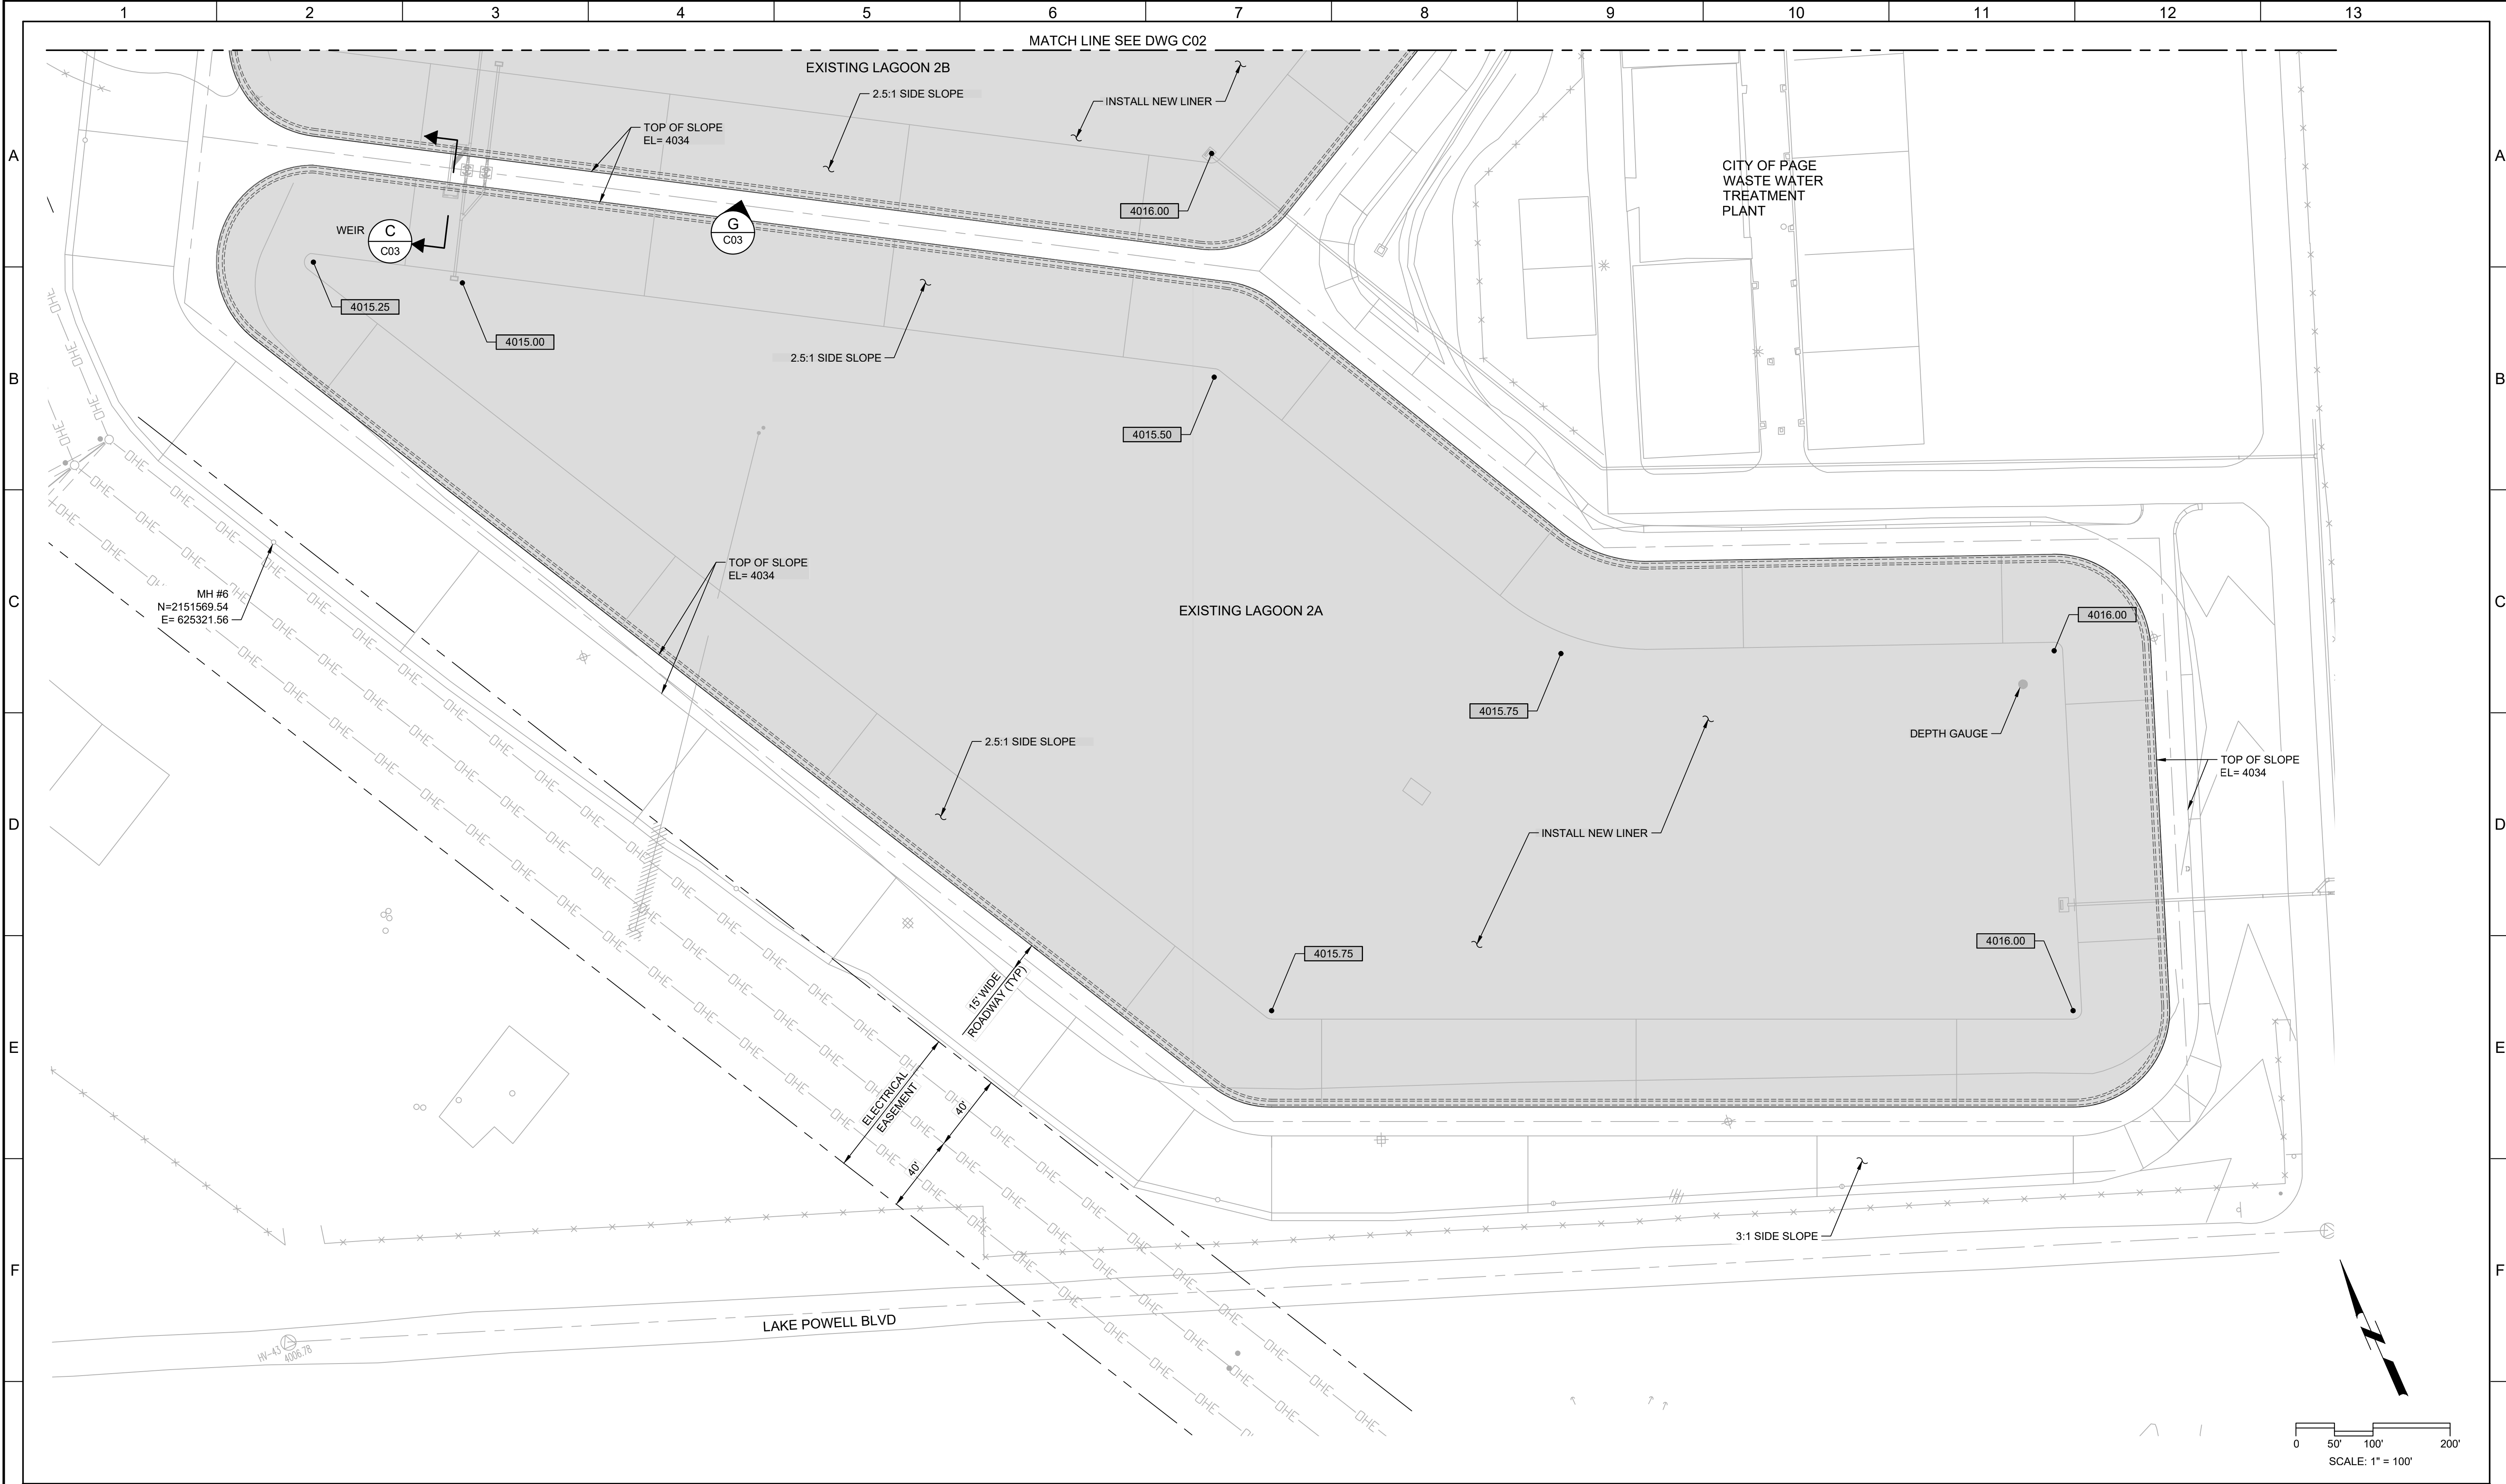 1 2 3 4 5 6 7 8 9 10 11 12 13
MATCH LINE SEE DWG C02
EXISTING LAGOON 2B
2.5:1 SIDE SLOPE
INSTALL NEW LINER
TOP OF SLOPE
EL= 4034
A
A
CITY OF PAGE
WASTE WATER
TREATMENT
PLANT
4016.00
WEIR
C
C03
G
C03
4015.25
4015.00
2.5:1 SIDE SLOPE
B
B
4015.50
TOP OF SLOPE
EL= 4034
MH #6
N=2151569.54
E= 625321.56
C
C
EXISTING LAGOON 2A
4016.00
4015.75
DEPTH GAUGE
2.5:1 SIDE SLOPE
TOP OF SLOPE
EL= 4034
D
D
INSTALL NEW LINER
4016.00
4015.75
15' WIDE
ROADWAY (TYP)
E
E
ELECTRICAL
EASEMENT
40'
40'
OHE
3:1 SIDE SLOPE
F
F
LAKE POWELL BLVD
HV-43
4006.78
0 50' 100' 200'
SCALE: 1" = 100'